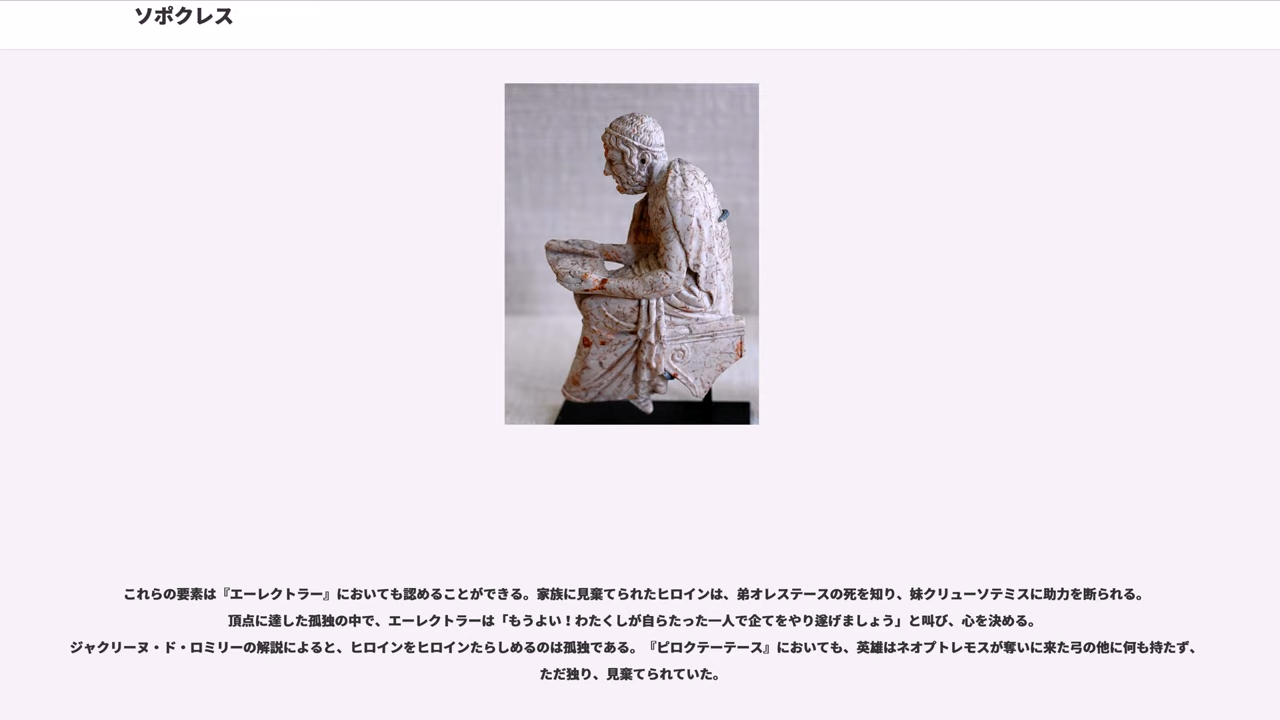 ソポクレス
これらの要素は『エーレクトラー』においても認めることができる。家族に見棄てられたヒロインは、弟オレステースの死を知り、妹クリューソテミスに助力を断られる。
頂点に達した孤独の中で、エーレクトラーは「もうよい！わたくしが自らたった一人で企てをやり遂げましょう」と叫び、心を決める。
ジャクリーヌ・ド・ロミリーの解説によると、ヒロインをヒロインたらしめるのは孤独である。『ピロクテーテース』においても、英雄はネオプトレモスが奪いに来た弓の他に何も持たず、
ただ独り、見棄てられていた。